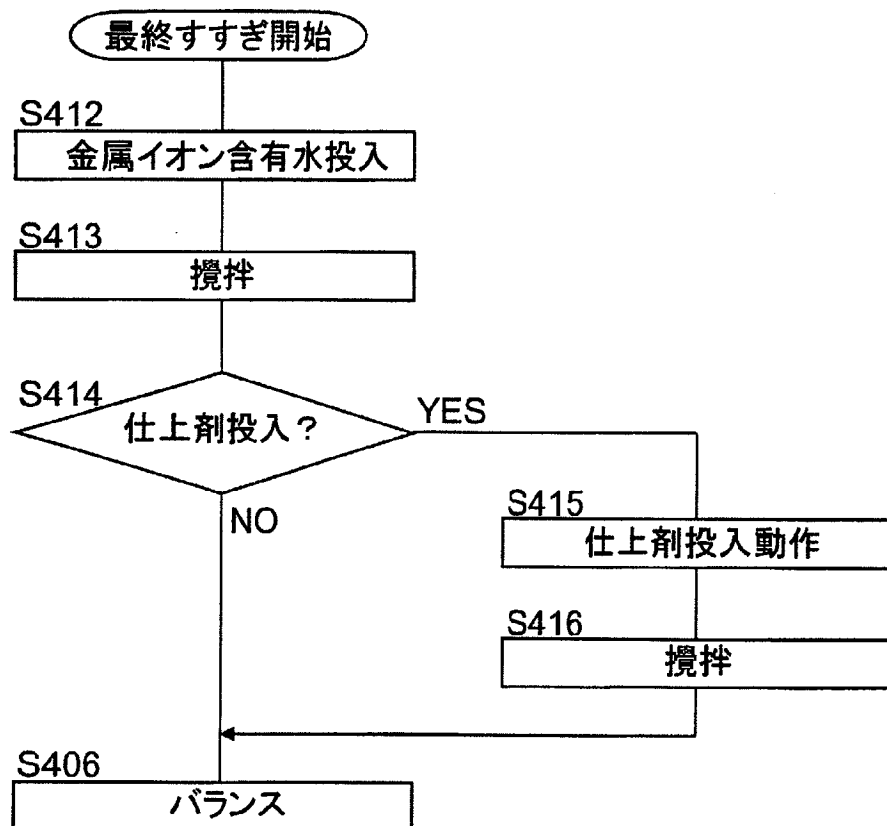 最終すすぎ開始
S412
金属イオン含有水投入
S413
攪拌
S414
仕上剤投入？
YES
NO
S415
仕上剤投入動作
S416
攪拌
S406
バランス